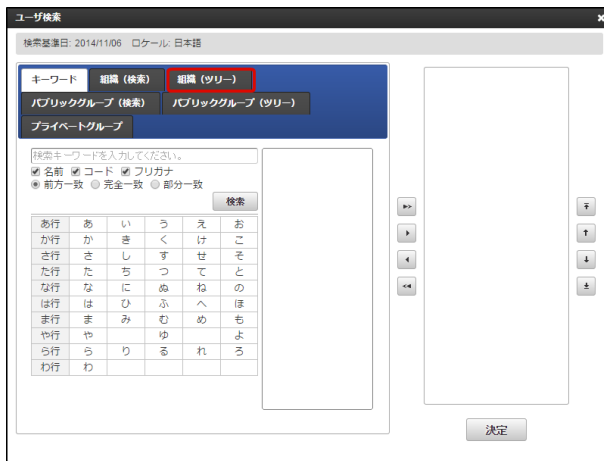 ユーザ検索
検索基準日: 2014/11/06 ロケール: 日本語
キーワード 組織（検索） 組織（ツリー）
パブリックグループ（検索） パブリックグループ（ツリー）
プライベートグループ
検索キーワードを入力してください。
名前 コード フリガナ
前方一致 完全一致 部分一致
検索
あ行 あ い う え お
か行 か き く け こ
さ行 さ し す せ そ
た行 た ち つ て と
な行 な に ぬ ね の
は行 は ひ ふ へ ほ
ま行 ま み む め も
や行 や ゆ よ
ら行 ら り る れ ろ
わ行 わ
決定